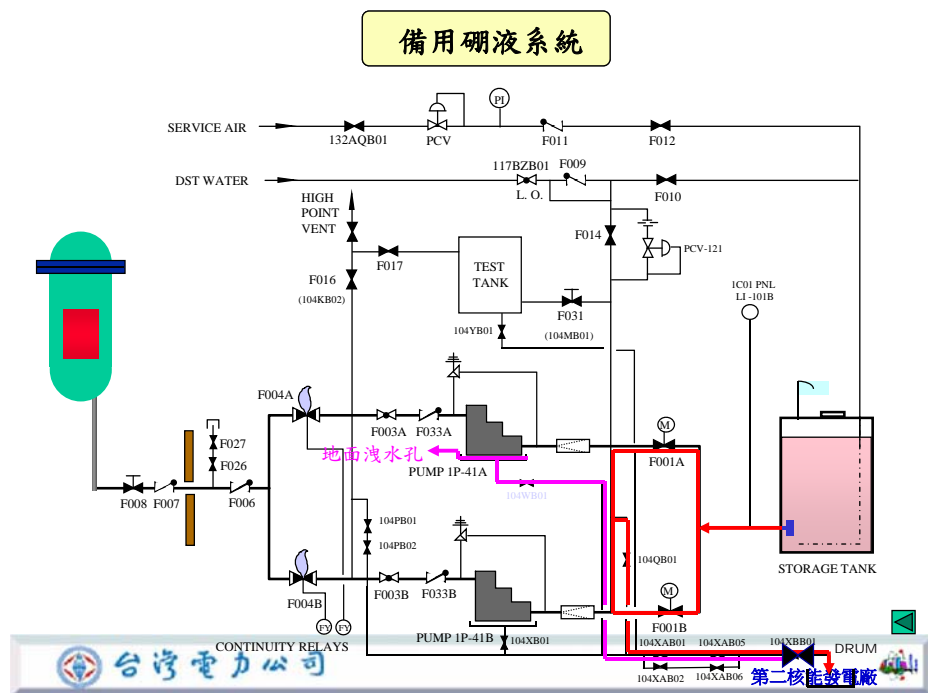 備用硼液系統
PI
SERVICE AIR
132AQB01
PCV
F011
F012
117BZB01
F009
DST WATER
L. O.
F010
HIGH
POINT
VENT
F014
PCV-121
F017
TEST
TANK
F016
(104KB02)
1C01 PNL
LI -101B
F031
104YB01
(104MB01)
F004A
M
F003A
F033A
F027
地面洩水孔
F001A
F026
PUMP 1P-41A
104WB01
F008
F007
F006
104PB01
104PB02
104QB01
STORAGE TANK
F004B
F003B
F033B
M
FY
FY
F001B
CONTINUITY RELAYS
PUMP 1P-41B
104XB01
104XAB01
104XAB05
104XBB01
DRUM
台灣電力公司
104XAB02
104XAB06
第二核能發電廠